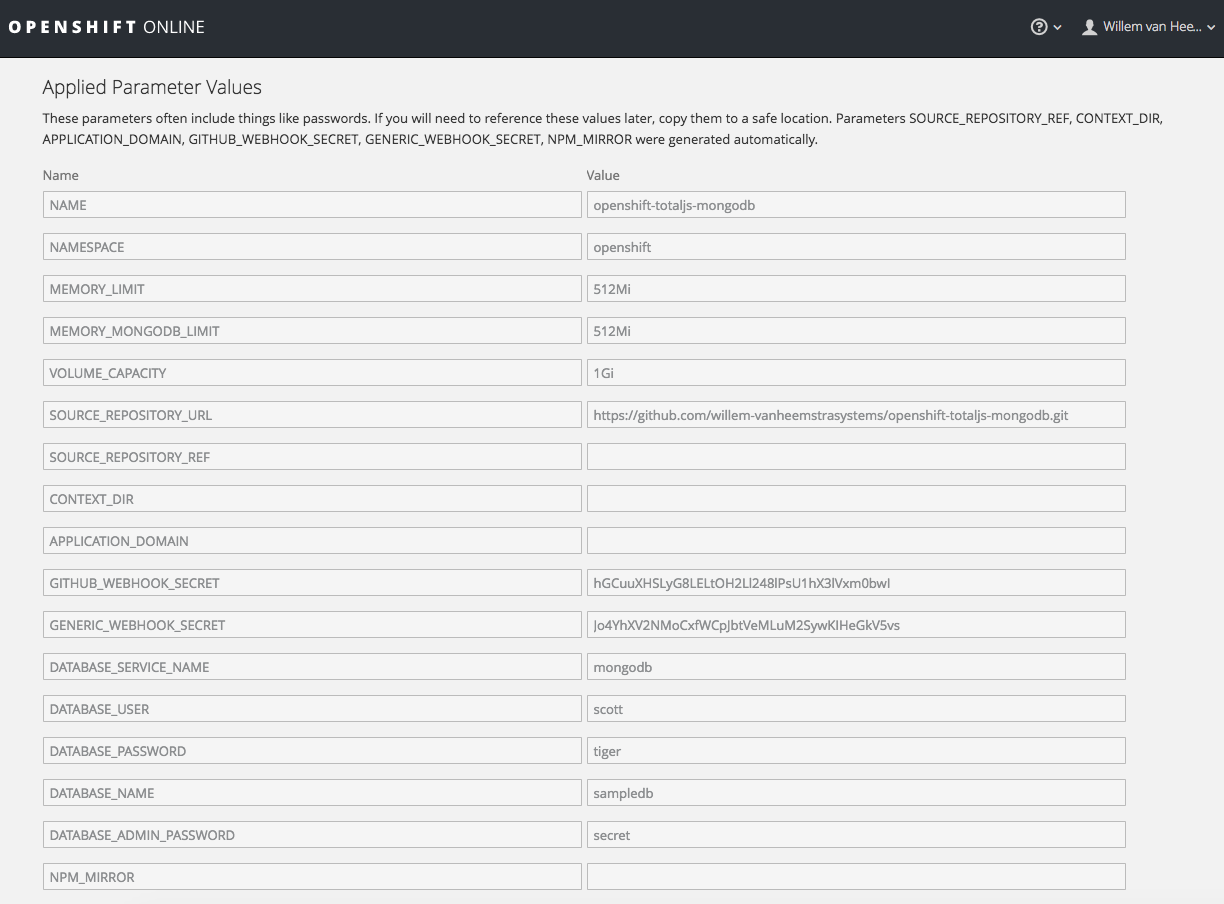 OPENSHIFT ONLINE
Willem van Hee...
Applied Parameter Values
These parameters often include things like passwords. If you will need to reference these values later, copy them to a safe location. Parameters SOURCE_REPOSITORY_REF, CONTEXT_DIR,
APPLICATION_DOMAIN, GITHUB_WEBHOOK_SECRET, GENERIC_WEBHOOK_SECRET, NPM_MIRROR were generated automatically.
Name Value
NAME openshift-totaljs-mongodb
NAMESPACE openshift
MEMORY_LIMIT 512Mi
MEMORY_MONGODB_LIMIT 512Mi
VOLUME_CAPACITY 1Gi
SOURCE_REPOSITORY_URL https://github.com/willem-vanheemstrasystems/openshift-totaljs-mongodb.git
SOURCE_REPOSITORY_REF
CONTEXT_DIR
APPLICATION_DOMAIN
GITHUB_WEBHOOK_SECRET hGCuuXHSLyG8LELtOH2Ll248lPsU1hX3lVxm0bwI
GENERIC_WEBHOOK_SECRET Jo4YhXV2NMoCxfWCpJbtVeMLuM2SywKIHeGkV5vs
DATABASE_SERVICE_NAME mongodb
DATABASE_USER scott
DATABASE_PASSWORD tiger
DATABASE_NAME sampledb
DATABASE_ADMIN_PASSWORD secret
NPM_MIRROR